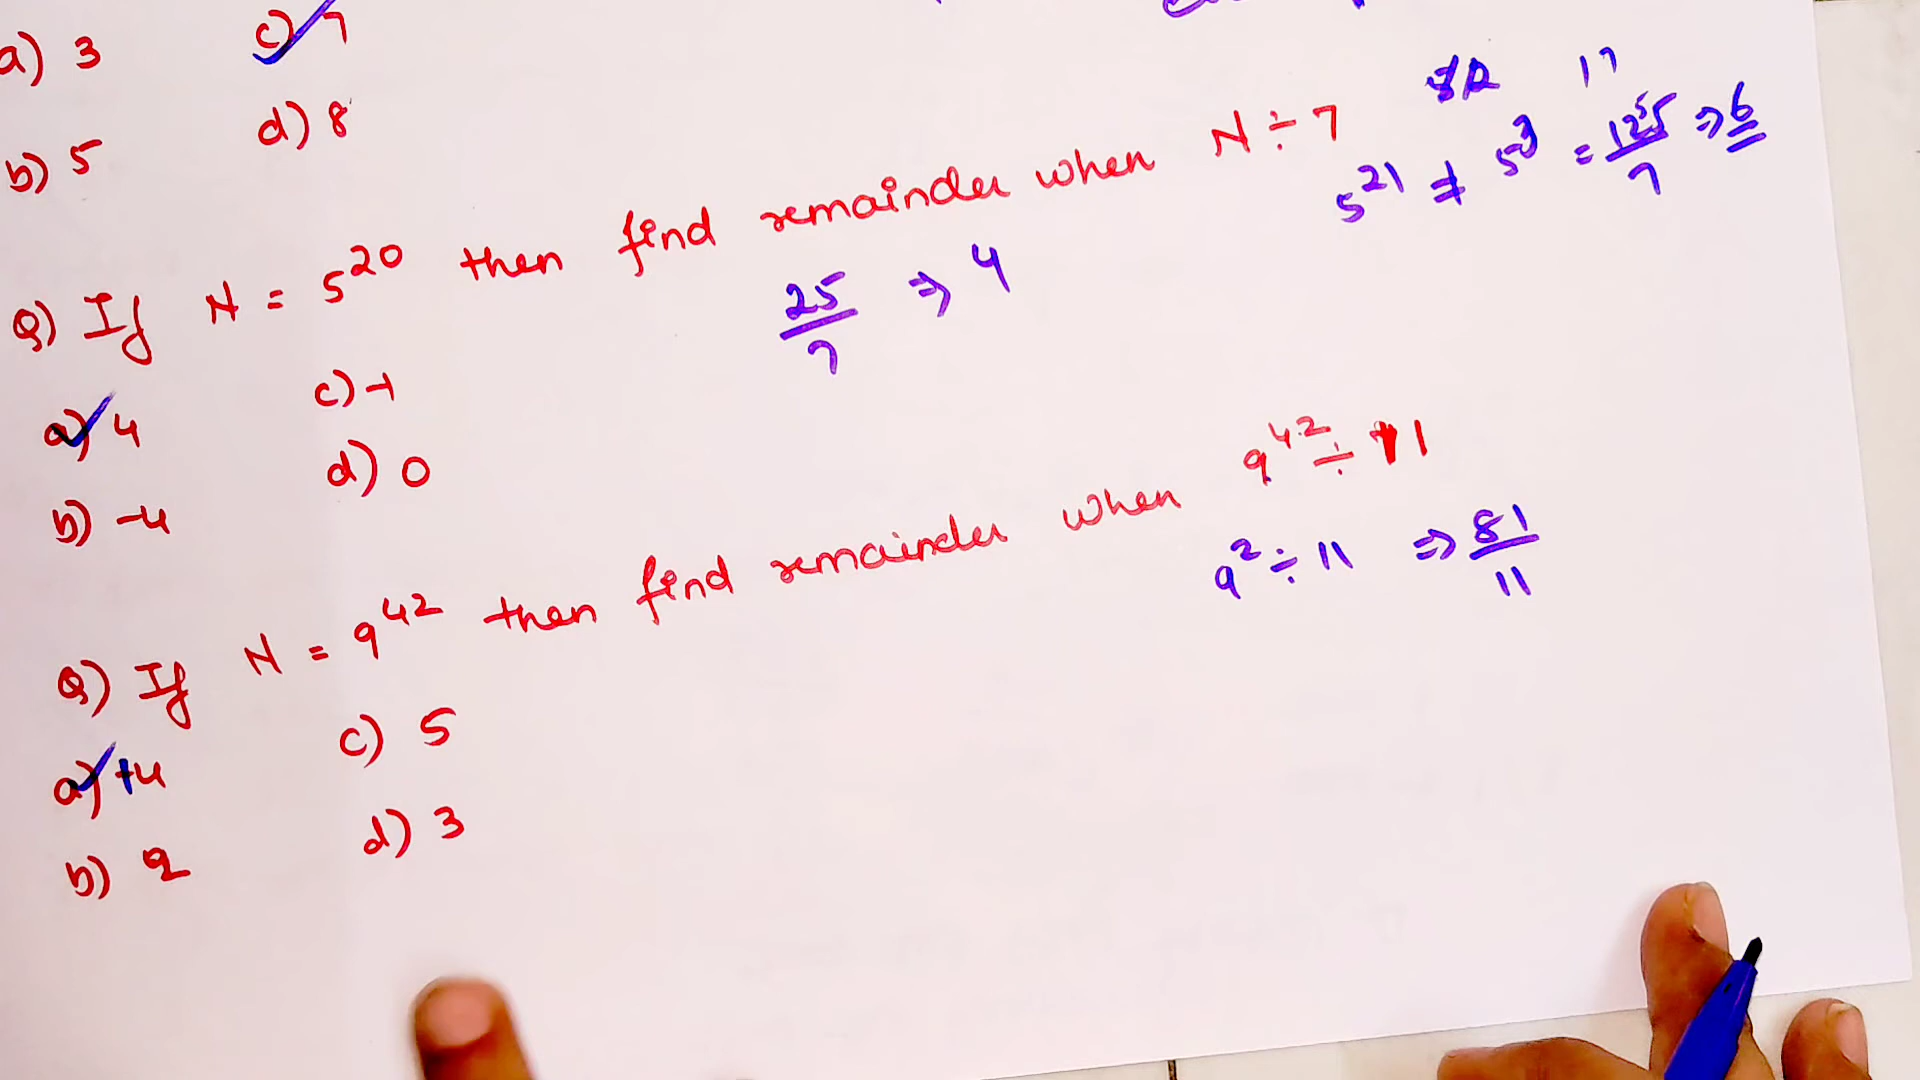 a) 3 c) 7
b) 5 d) 8
Q) If N = 5^20 then find remainder when N ÷ 7
25/7 ⇒ 4
5^21 ⇒ 5^3 = 125/7 ⇒ 6
a) 4 c) -1
b) -4 d) 0
Q) If N = 9^42 then find remainder when 9^42 ÷ 11
9^2 ÷ 11 ⇒ 81/11
a) +4 c) 5
b) 2 d) 3